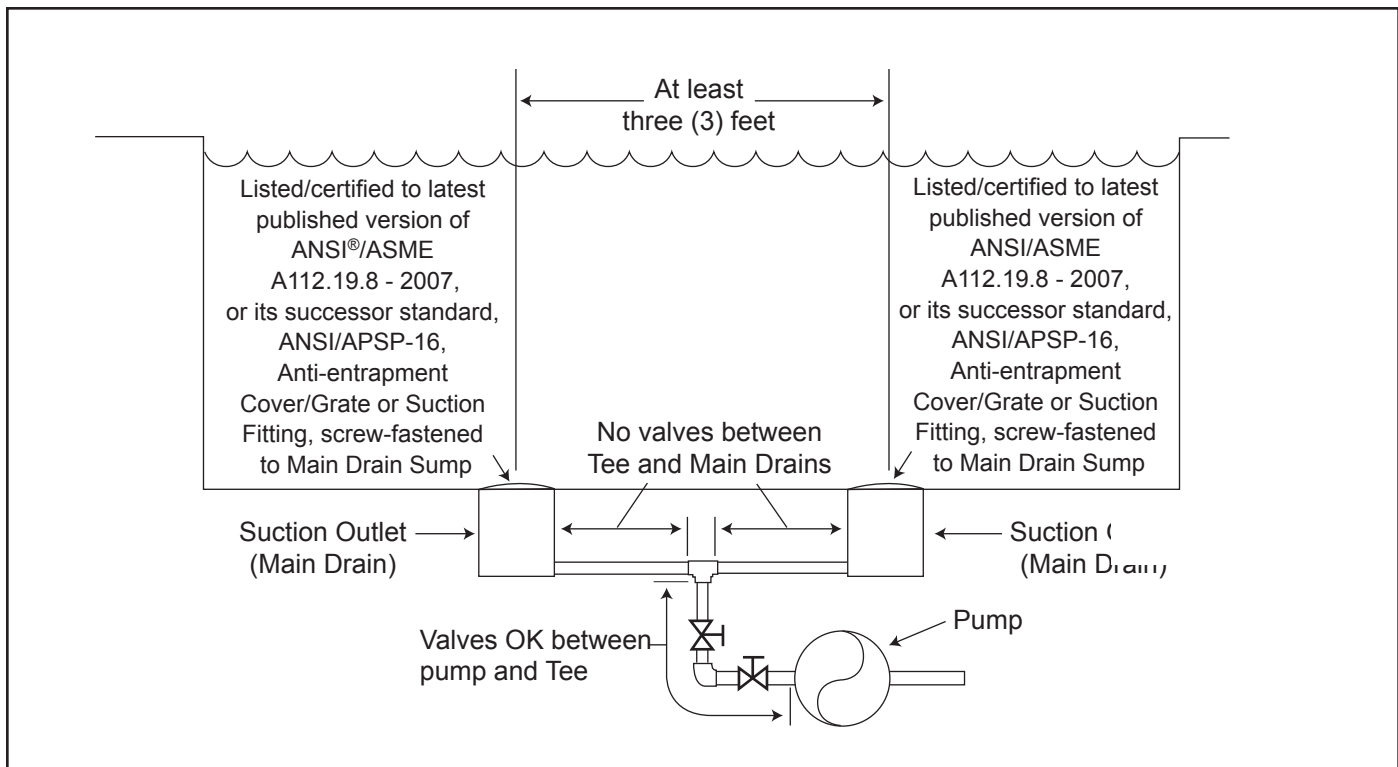 At least
three (3) feet
Listed/certified to latest
published version of
ANSI®/ASME
A112.19.8 - 2007,
or its successor standard,
ANSI/APSP-16,
Anti-entrapment
Cover/Grate or Suction
Fitting, screw-fastened
to Main Drain Sump
Listed/certified to latest
published version of
ANSI/ASME
A112.19.8 - 2007,
or its successor standard,
ANSI/APSP-16,
Anti-entrapment
Cover/Grate or Suction
Fitting, screw-fastened
to Main Drain Sump
No valves between
Tee and Main Drains
Suction Outlet
(Main Drain)
Suction
(Main Drain)
Valves OK between
pump and Tee
Pump